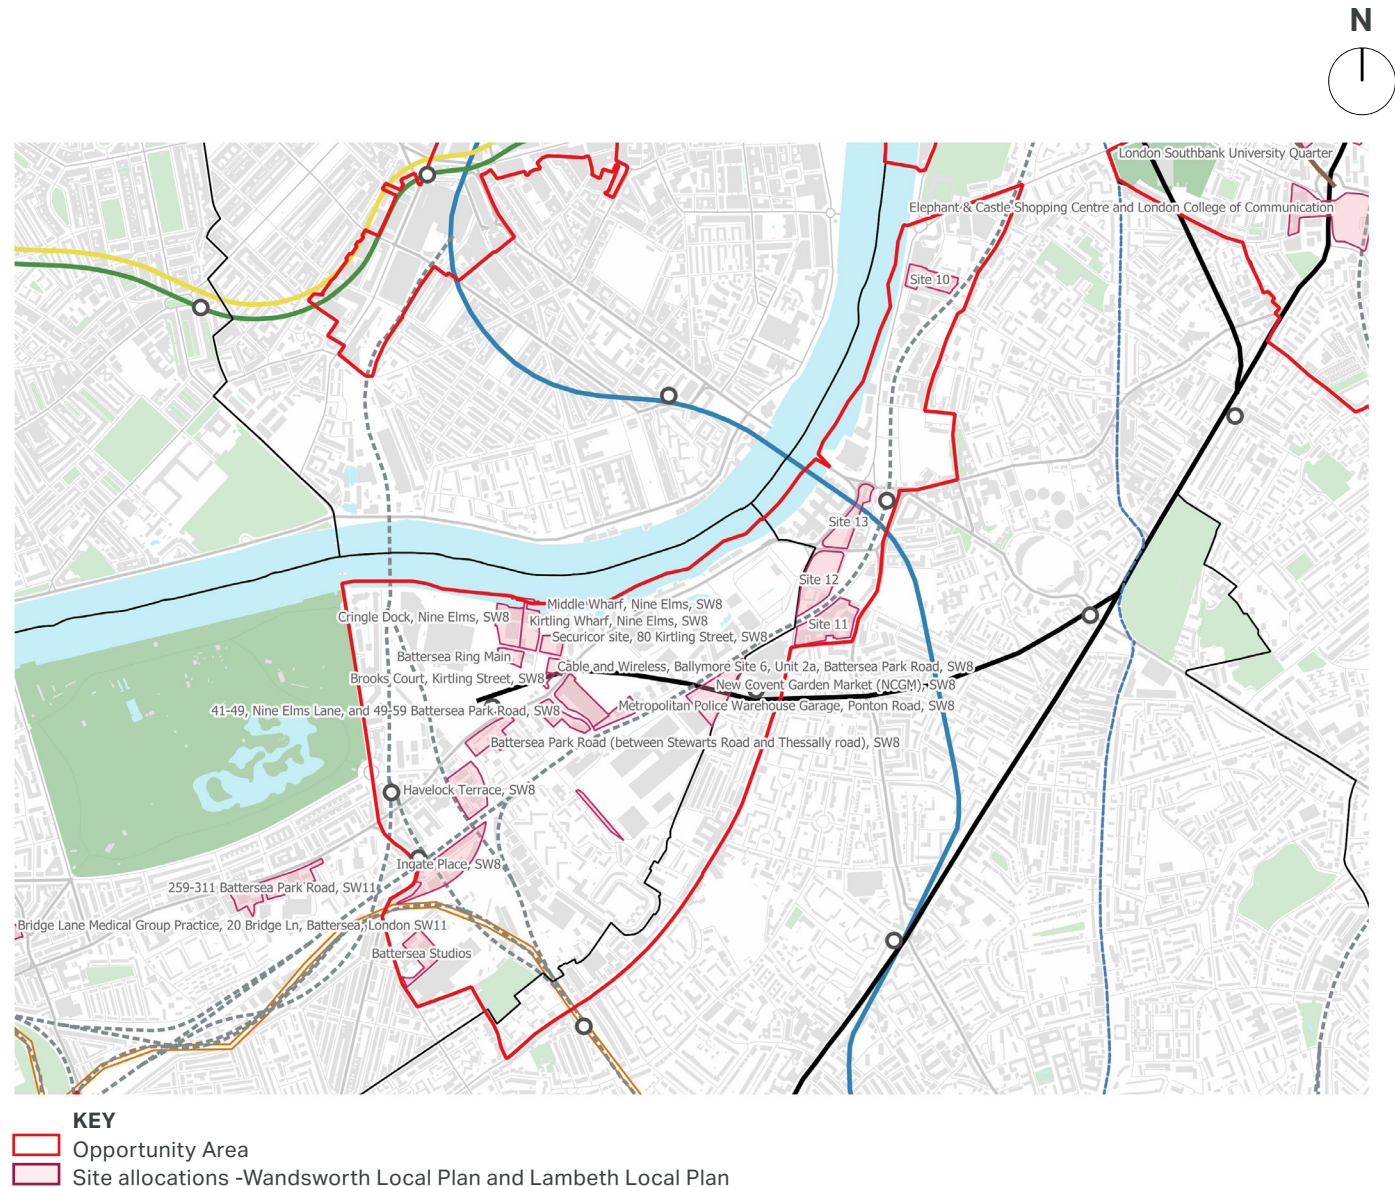 N
London Southbank University Quarter
Elephant & Castle Shopping Centre and London College of Communication
Site 10
Site 13
Site 12
Middle Wharf, Nine Elms, SW8
Cringle Dock, Nine Elms, SW8
Kirtling Wharf, Nine Elms, SW8
Site 11
Securicor site, 80 Kirtling Street, SW8
Battersea Ring Main
Cable and Wireless, Ballymore Site 6, Unit 2a, Battersea Park Road, SW8
Brooks Court, Kirtling Street, SW8
New Covent Garden Market (NCGM), SW8
Metropolitan Police Warehouse Garage, Ponton Road, SW8
41-49, Nine Elms Lane, and 49-59 Battersea Park Road, SW8
Battersea Park Road (between Stewarts Road and Thessally road), SW8
Havelock Terrace, SW8
Ingate Place, SW8
259-311 Battersea Park Road, SW11
Bridge Lane Medical Group Practice, 20 Bridge Ln, Battersea, London SW11
Battersea Studios
KEY
Opportunity Area
Site allocations -Wandsworth Local Plan and Lambeth Local Plan